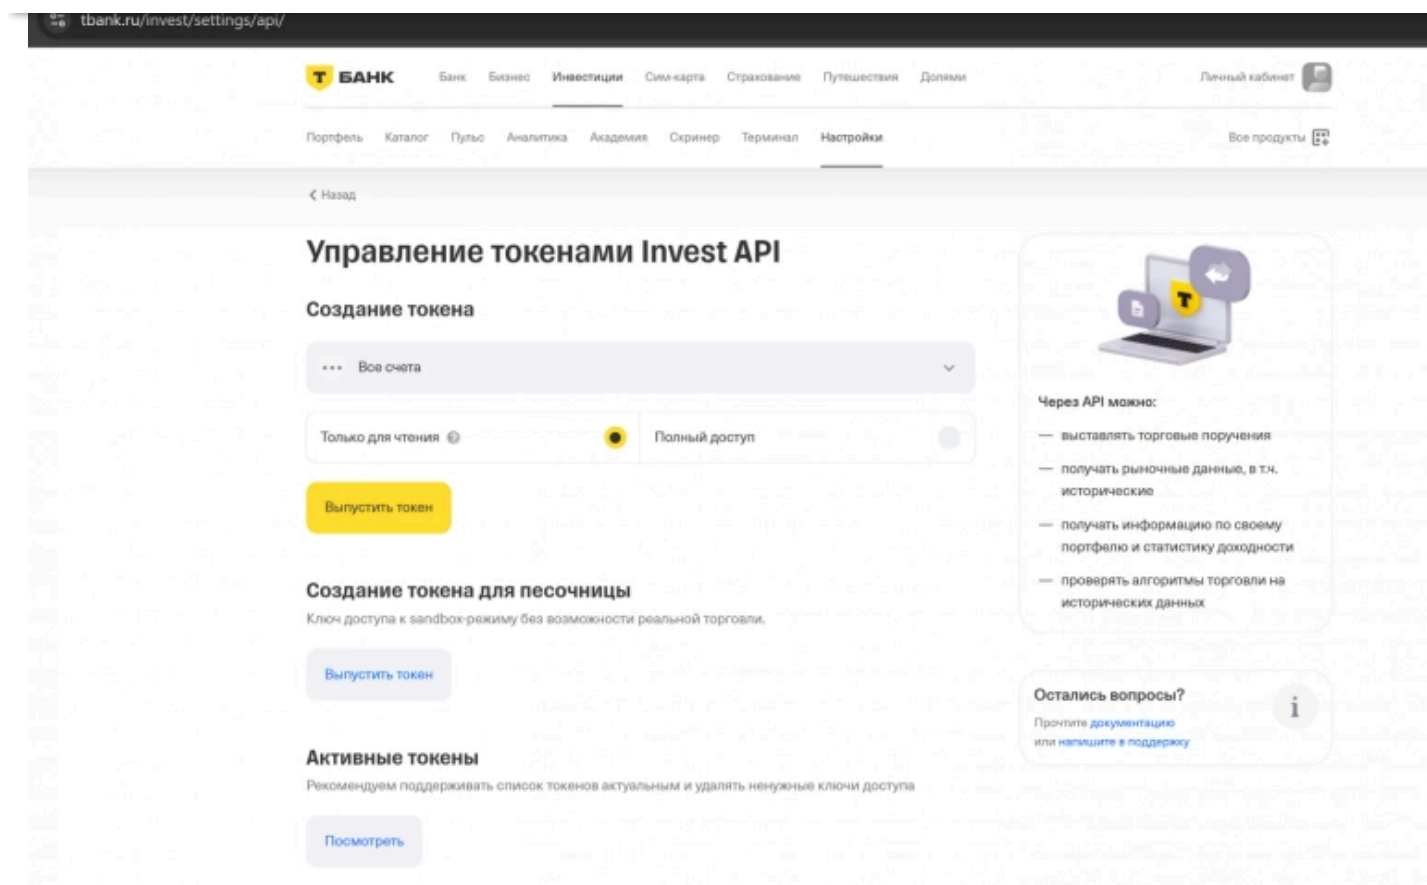 tbank.ru/invest/settings/api/
Т БАНК
Банк Бизнес Инвестиции Сим-карта Страхование Путешествия Долями
Личный кабинет
Портфель Каталог Пульс Аналитика Академия Скринер Терминал Настройки
Все продукты
Назад
Управление токенами Invest API
Создание токена
Все счета
Только для чтения
Полный доступ
Выпустить токен
Создание токена для песочницы
Ключ доступа к sandbox-режиму без возможности реальной торговли.
Выпустить токен
Активные токены
Рекомендуем поддерживать список токенов актуальным и удалять ненужные ключи доступа
Посмотреть
Т
Через API можно:
— выставлять торговые поручения
— получать рыночные данные, в т.ч.
исторические
— получать информацию по своему
портфелю и статистику доходности
— проверять алгоритмы торговли на
исторических данных
Остались вопросы?
i
Прочтите документацию
или напишите в поддержку